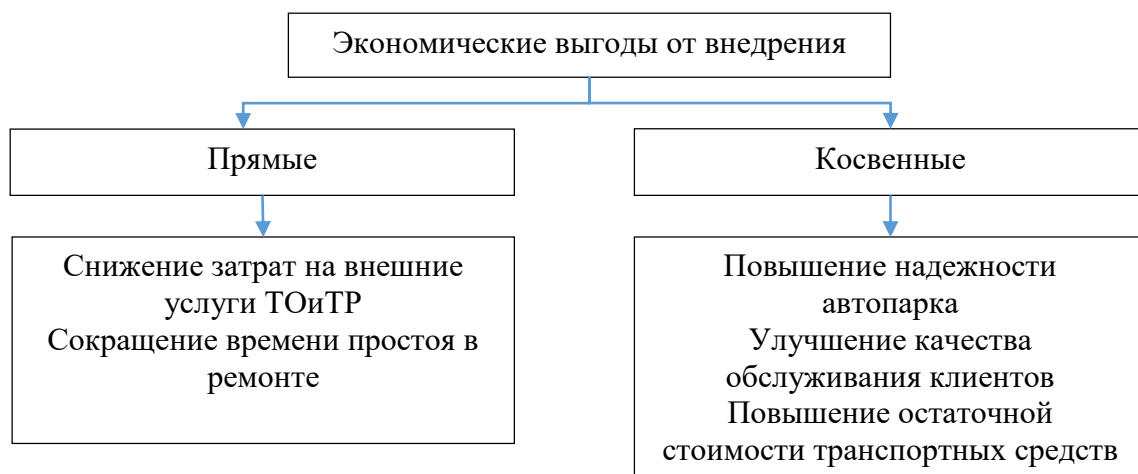 Экономические выгоды от внедрения
Прямые
Косвенные
Снижение затрат на внешние
услуги ТОиТР
Сокращение времени простоя в
ремонте
Повышение надежности
автопарка
Улучшение качества
обслуживания клиентов
Повышение остаточной
стоимости транспортных средств